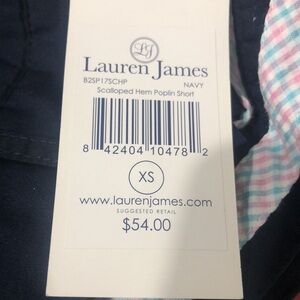 LJ
Lauren James
B2SP17SCHP NAVY
Scalloped Hem Poplin Short
8 42404 10478 2
XS
www.laurenjames.com
SUGGESTED RETAIL
$54.00